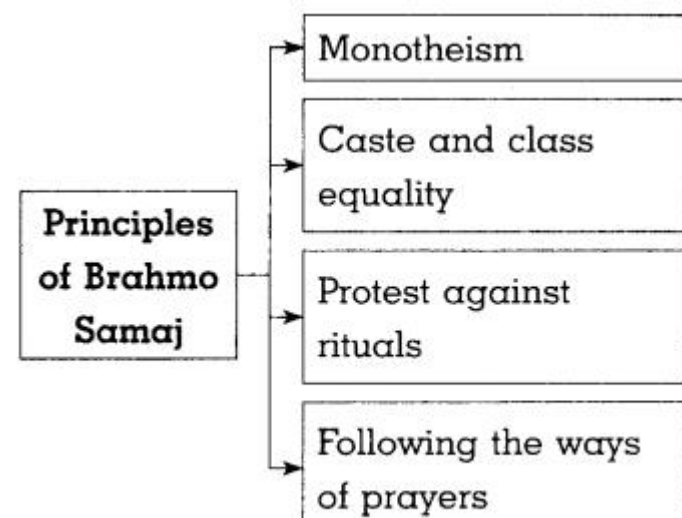 Principles
of Brahmo
Samaj
Monotheism
Caste and class
equality
Protest against
rituals
Following the ways
of prayers